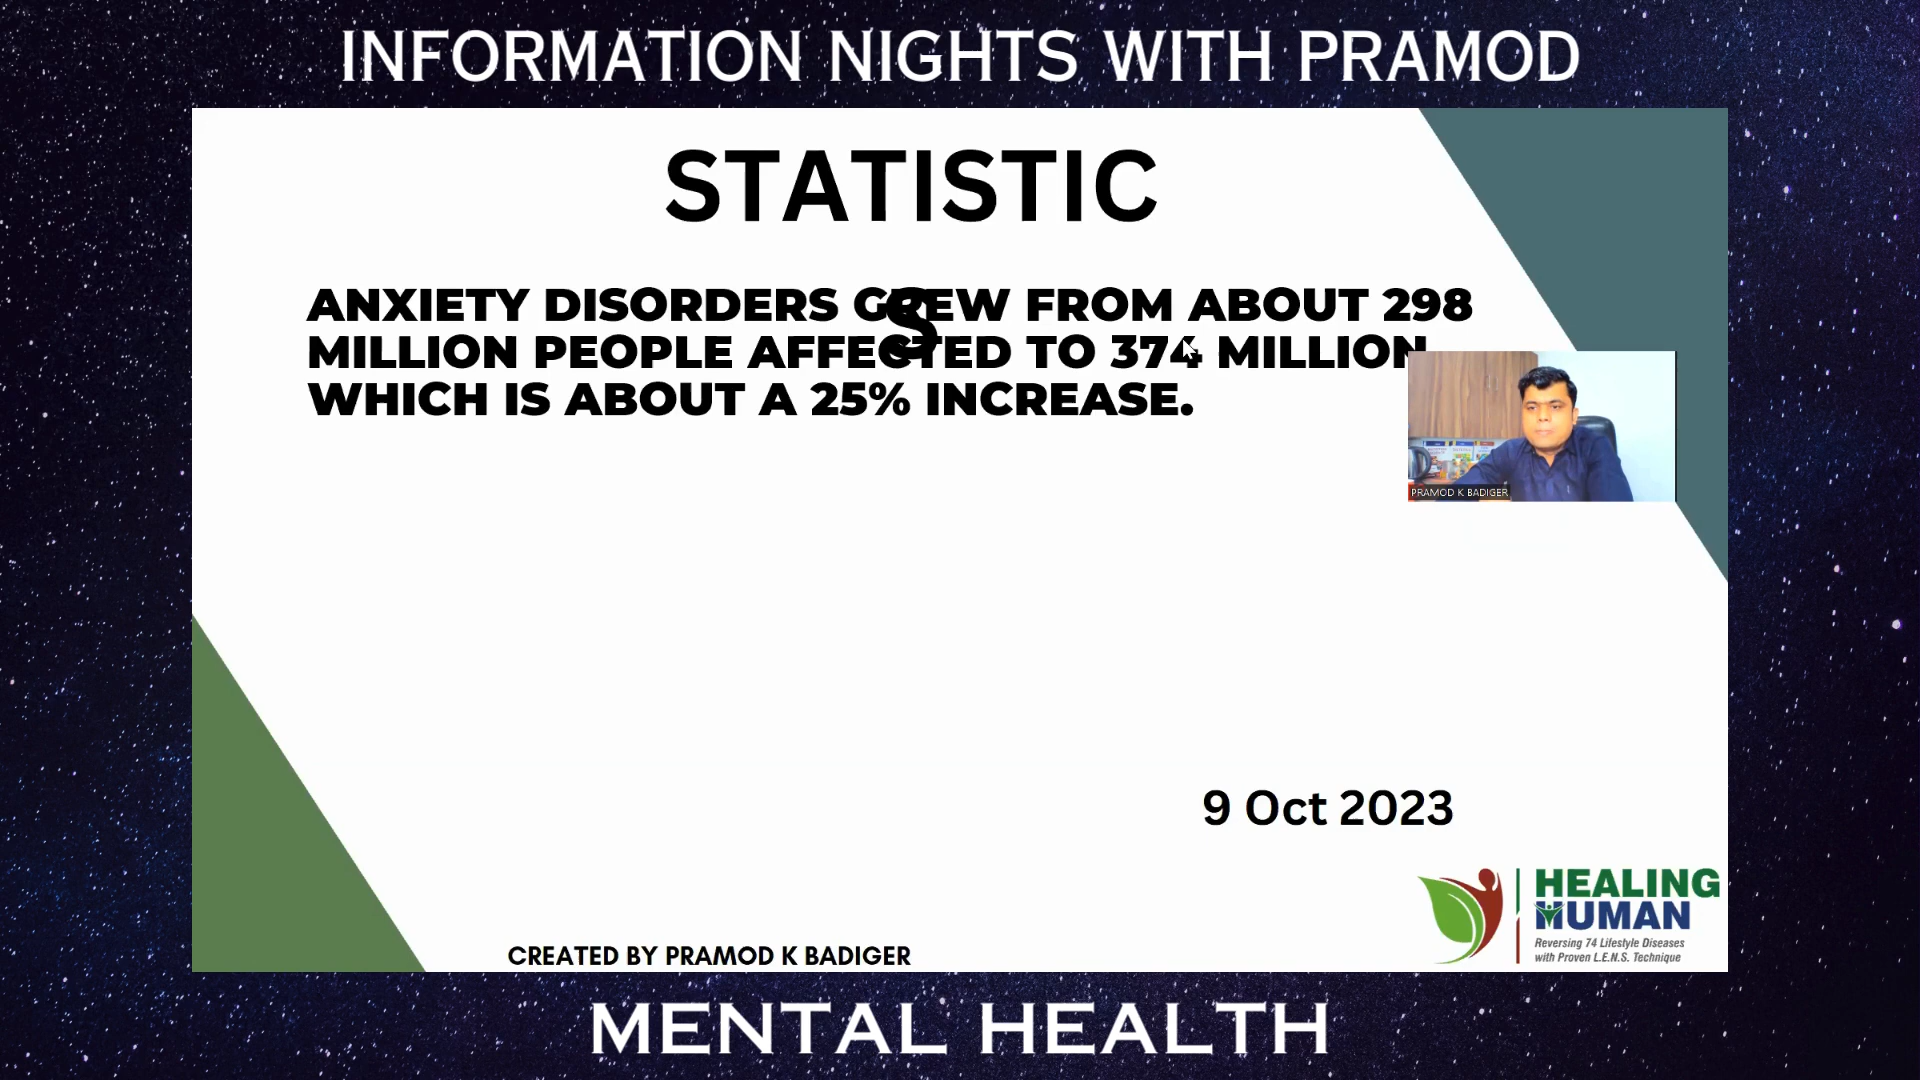 INFORMATION NIGHTS WITH PRAMOD
STATISTIC
S
ANXIETY DISORDERS GREW FROM ABOUT 298
MILLION PEOPLE AFFECTED TO 374 MILLION
WHICH IS ABOUT A 25% INCREASE.
PRAMOD K BADIGER
9 Oct 2023
HEALING
HUMAN
Reversing 74 Lifestyle Diseases
with Proven L.E.N.S. Technique
CREATED BY PRAMOD K BADIGER
MENTAL HEALTH